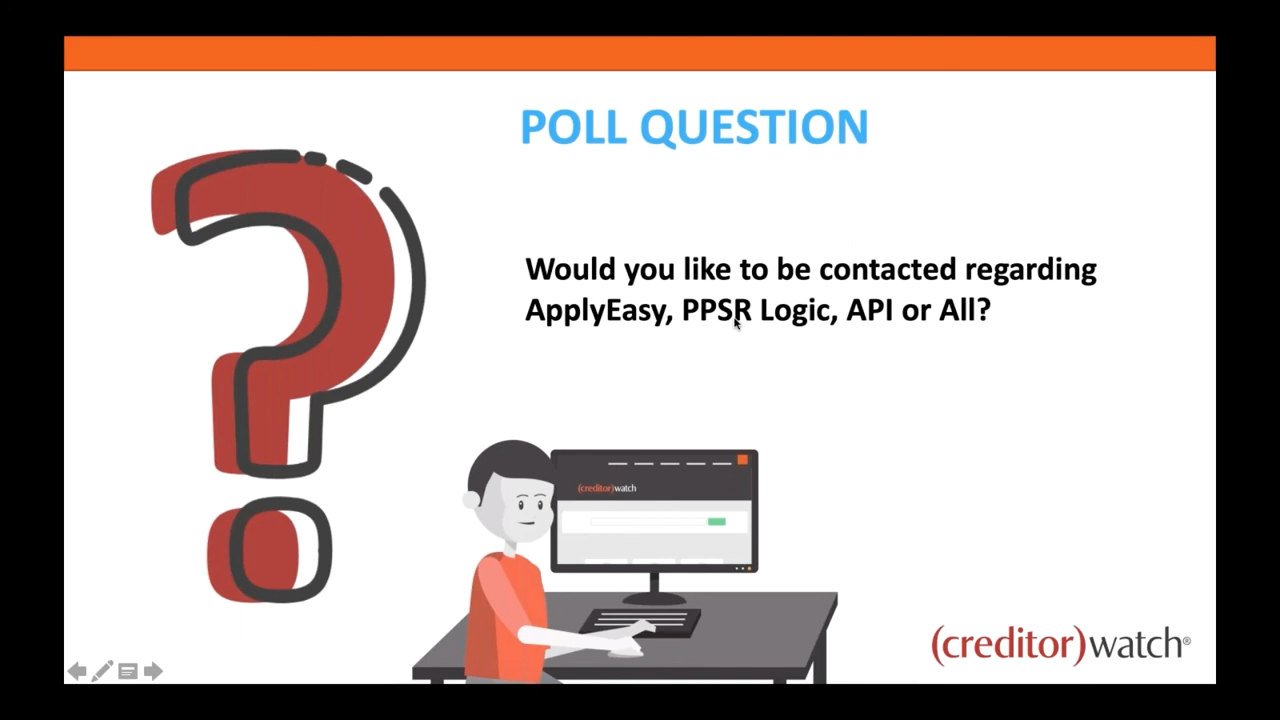 POLL QUESTION
Would you like to be contacted regarding
ApplyEasy, PPSR Logic, API or All?
(creditor)watch
(creditor)watch®